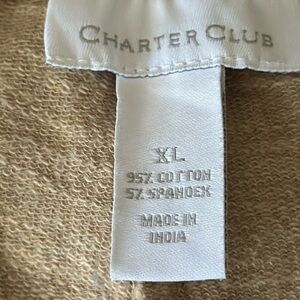 CHARTER CLUB
XL
95% COTTON
5% SPANDEX
MADE IN
INDIA